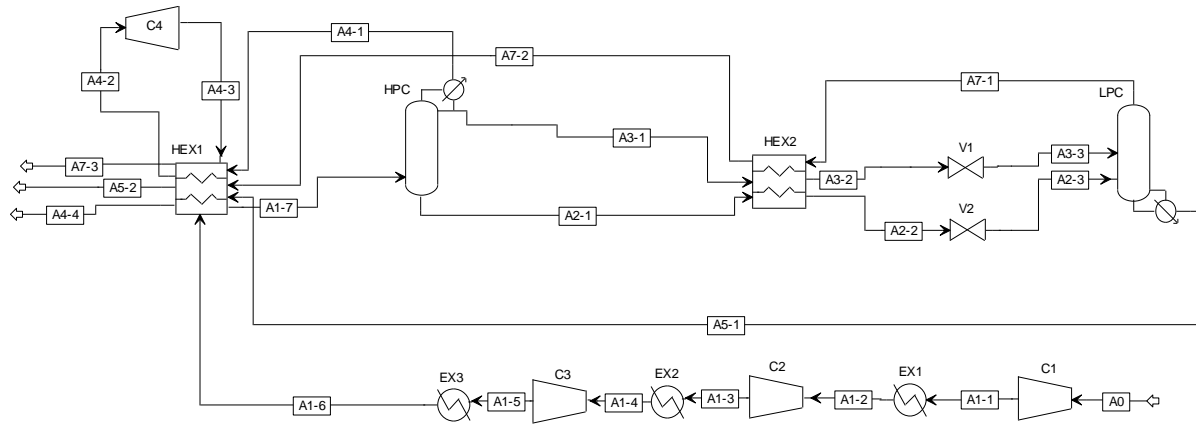 C4
A4-1
A7-2
A4-2
A4-3
HPC
A7-1
LPC
HEX1
HEX2
A3-1
V1
A3-3
A7-3
A3-2
A2-3
A5-2
A4-4
A1-7
A2-1
V2
A2-2
A5-1
EX3
C3
EX2
C2
EX1
C1
A1-6
A1-5
A1-4
A1-3
A1-2
A1-1
A0